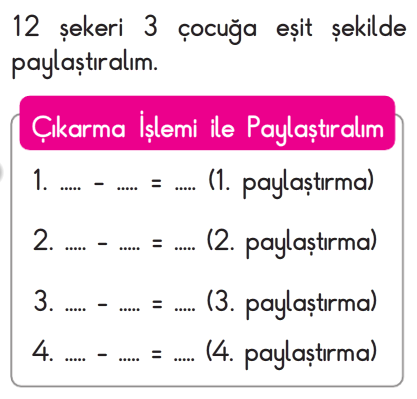 12 şekeri 3 çocuğa eşit şekilde
paylaştıralım.
Çıkarma İşlemi ile Paylaştıralım
1. ..... - ..... = ..... (1. paylaştırma)
2. ..... - ..... = ..... (2. paylaştırma)
3. ..... - ..... = ..... (3. paylaştırma)
4. ..... - ..... = ..... (4. paylaştırma)